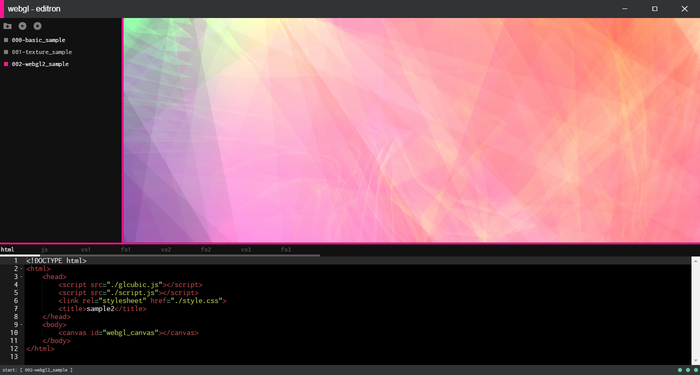 webgl - editron
000-basic_sample
001-texture_sample
002-webgl2_sample
html js vs1 fs1 vs2 fs2 vs3 fs3
1 <!DOCTYPE html>
2 <html>
3 <head>
4 <script src="./glcubic.js"></script>
5 <script src="./script.js"></script>
6 <link rel="stylesheet" href="./style.css">
7 <title>sample2</title>
8 </head>
9 <body>
10 <canvas id="webgl_canvas"></canvas>
11 </body>
12 </html>
13
start: [ 002-webgl2_sample ]